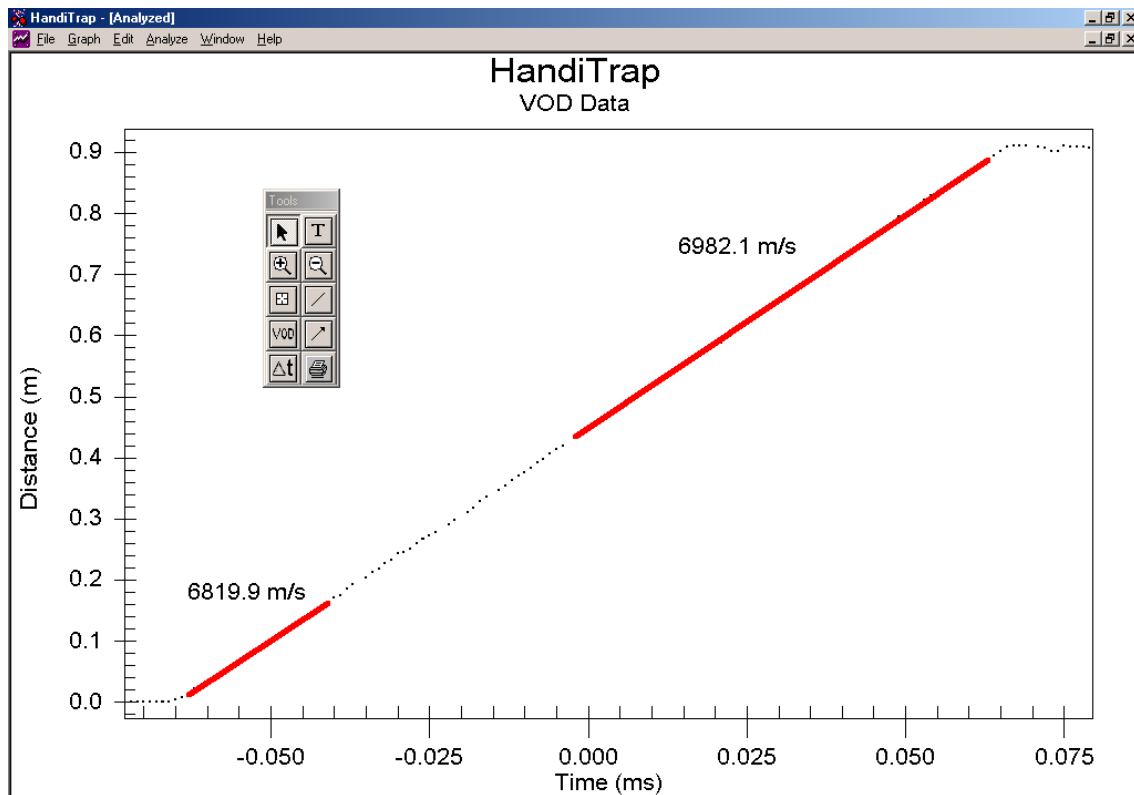 HandiTrap - [Analyzed]
File Graph Edit Analyze Window Help
HandiTrap
VOD Data
Tools
T
VOD
Δt
6982.1 m/s
6819.9 m/s
Distance (m)
0.9
0.8
0.7
0.6
0.5
0.4
0.3
0.2
0.1
0.0
-0.050 -0.025 0.000 0.025 0.050 0.075
Time (ms)